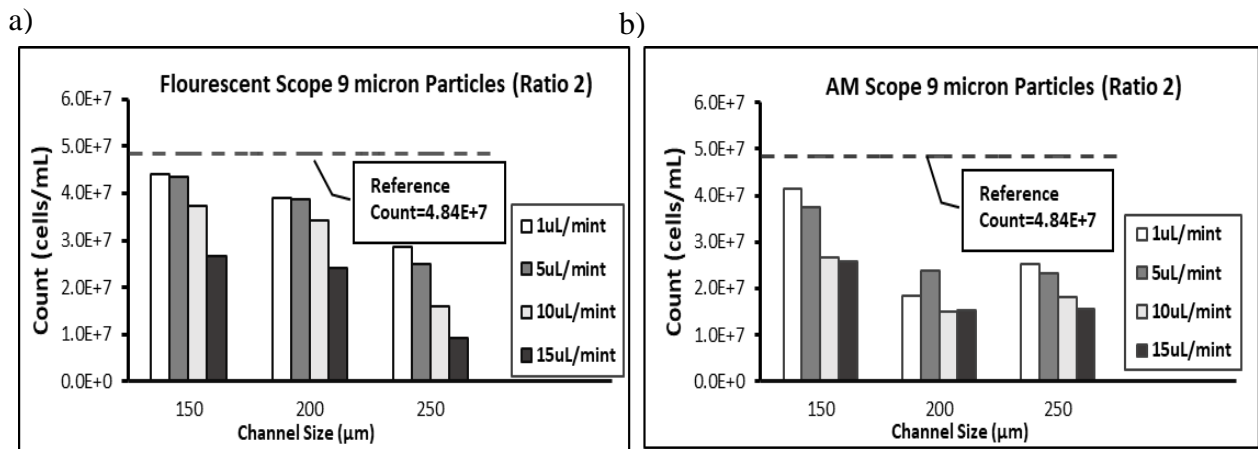 a)
Flourescent Scope 9 micron Particles (Ratio 2)
Count (cells/mL)
6.0E+7
5.0E+7
4.0E+7
3.0E+7
2.0E+7
1.0E+7
0.0E+0
Reference
Count=4.84E+7
1uL/mint
5uL/mint
10uL/mint
15uL/mint
150
200
250
Channel Size (µm)
b)
AM Scope 9 micron Particles (Ratio 2)
Count (cells/mL)
6.0E+7
5.0E+7
4.0E+7
3.0E+7
2.0E+7
1.0E+7
0.0E+0
Reference
Count=4.84E+7
1uL/mint
5uL/mint
10uL/mint
15uL/mint
150
200
250
Channel Size (µm)